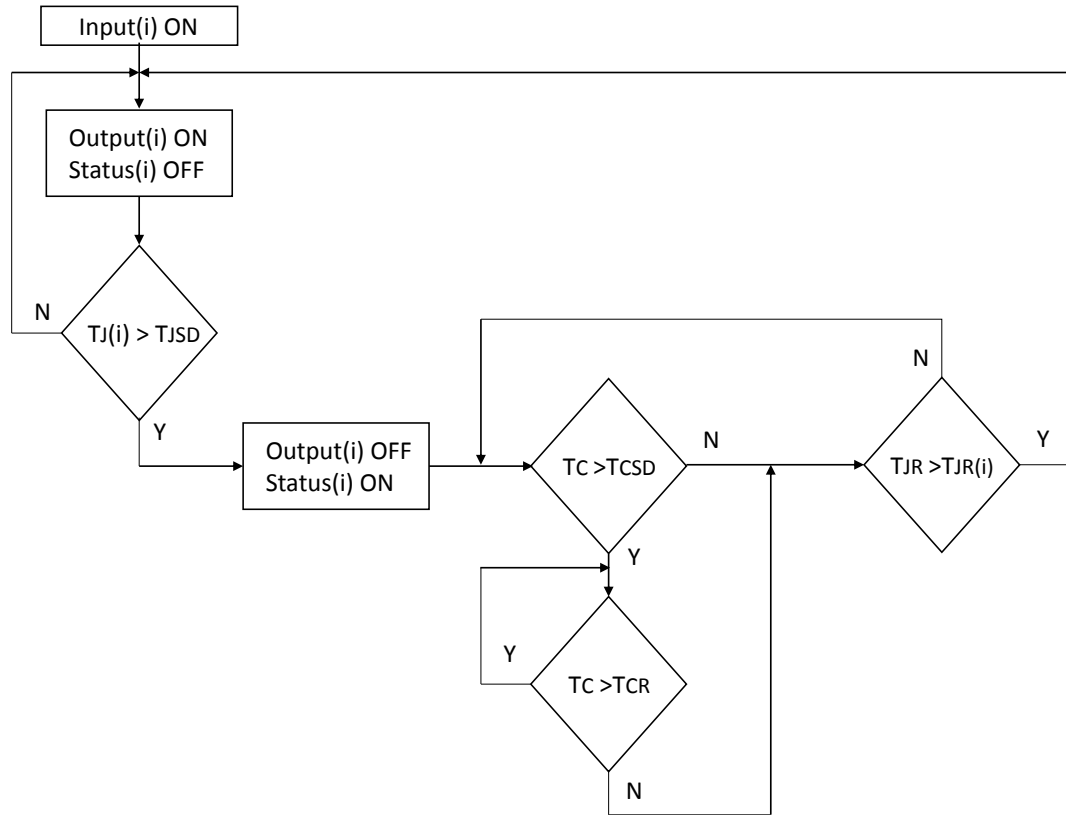 Input(i) ON
Output(i) ON
Status(i) OFF
N
TJ(i) > TJSD
Y
Output(i) OFF
Status(i) ON
TC >TCSD
N
Y
N
TJR >TJR(i)
Y
Y
TC >TCR
N